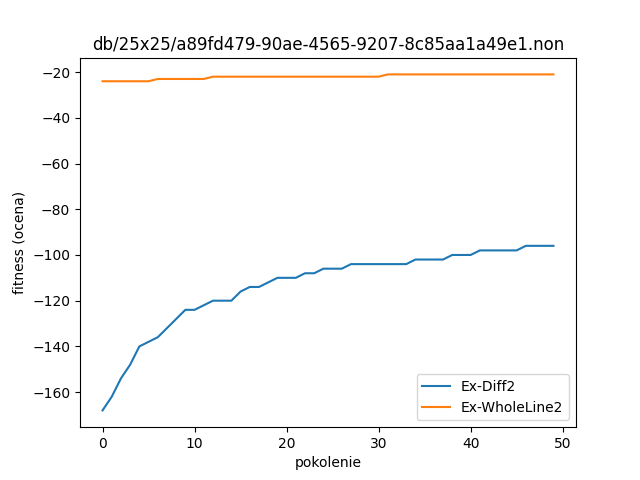 db/25x25/a89fd479-90ae-4565-9207-8c85aa1a49e1.non
fitness (ocena)
−20
−40
−60
−80
−100
−120
−140
−160
0 10 20 30 40 50
pokolenie
Ex-Diff2
Ex-WholeLine2